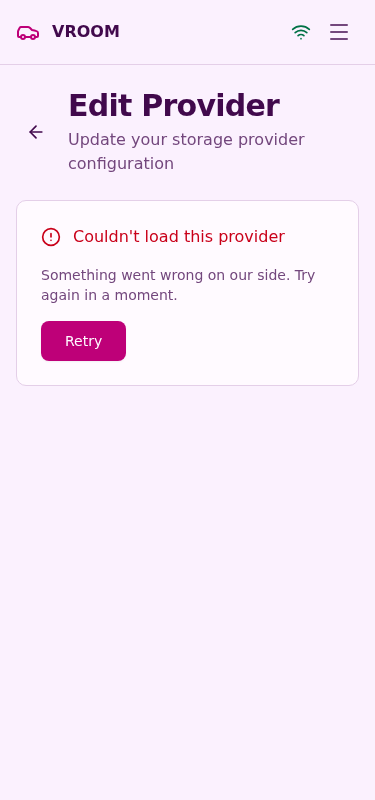 VROOM
Edit Provider
Update your storage provider
configuration
Couldn't load this provider
Something went wrong on our side. Try
again in a moment.
Retry